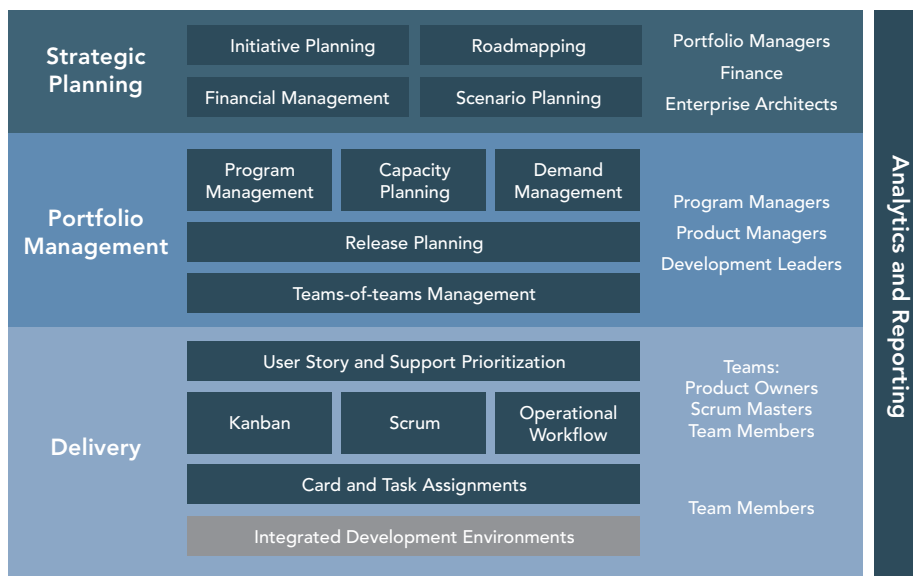 Strategic
Planning
Initiative Planning
Roadmapping
Financial Management
Scenario Planning
Portfolio Managers
Finance
Enterprise Architects
Portfolio
Management
Program
Management
Capacity
Planning
Demand
Management
Release Planning
Teams-of-teams Management
Program Managers
Product Managers
Development Leaders
Delivery
User Story and Support Prioritization
Kanban
Scrum
Operational
Workflow
Card and Task Assignments
Integrated Development Environments
Teams:
Product Owners
Scrum Masters
Team Members
Team Members
Analytics and Reporting